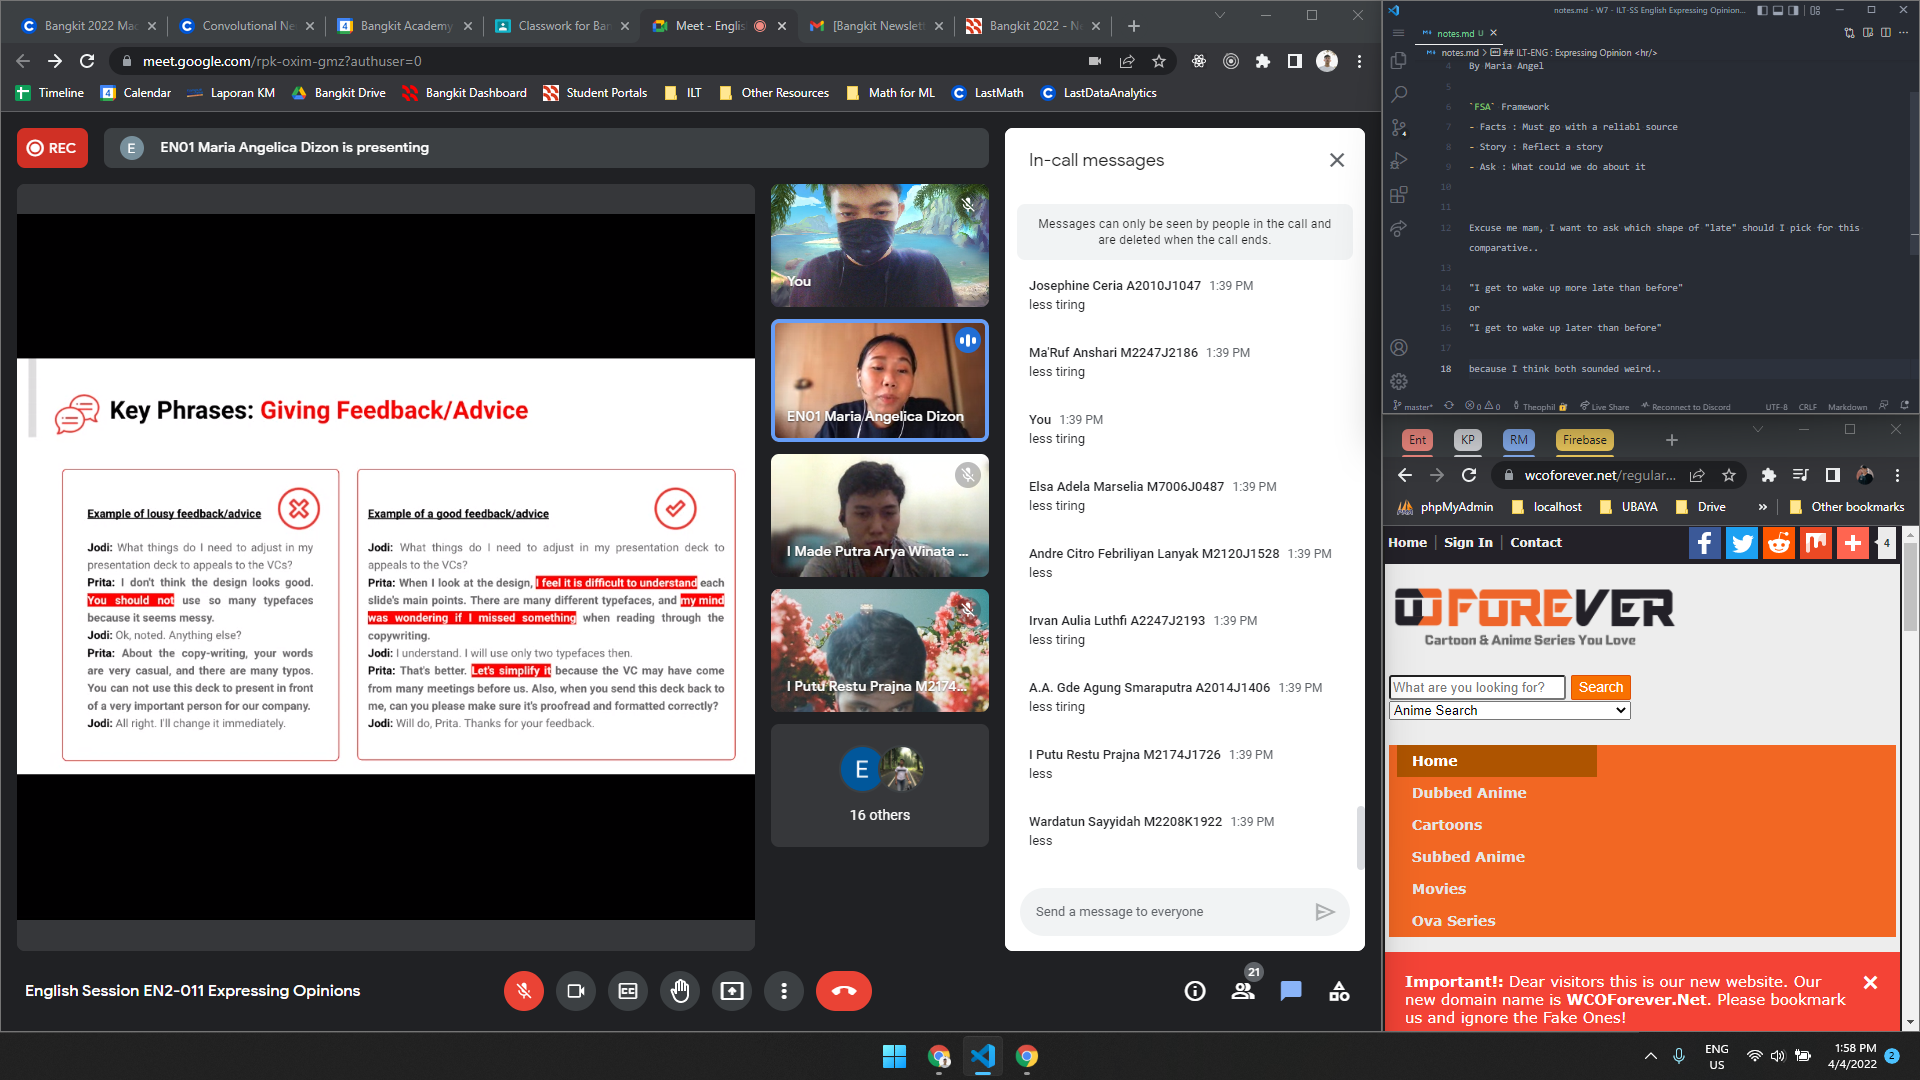 Bangkit 2022 Mac
Convolutional Ne
Bangkit Academy
Classwork for Ban
Meet - English
[Bangkit Newslett
Bangkit 2022 - Ne
meet.google.com/rpk-oxim-gmz?authuser=0
Timeline
Calendar
Laporan KM
Bangkit Drive
Bangkit Dashboard
Student Portals
ILT
Other Resources
Math for ML
LastMath
LastDataAnalytics
REC
E
EN01 Maria Angelica Dizon is presenting
Key Phrases: Giving Feedback/Advice
Example of lousy feedback/advice
Jodi: What things do I need to adjust in my
presentation deck to appeals to the VCs?
Prita: I don't think the design looks good.
You should not use so many typefaces
because it seems messy.
Jodi: Ok, noted. Anything else?
Prita: About the copy-writing, your words
are very casual, and there are many typos.
You can not use this deck to present in front
of a very important person for our company.
Jodi: All right. I'll change it immediately.
Example of a good feedback/advice
Jodi: What things do I need to adjust in my presentation deck to
appeals to the VCs?
Prita: When I look at the design, I feel it is difficult to understand each
slide's main points. There are many different typefaces, and my mind
was wondering if I missed something when reading through the
copywriting.
Jodi: I understand. I will use only two typefaces then.
Prita: That's better. Let's simplify it because the VC may have come
from many meetings before us. Also, when you send this deck back to
me, can you please make sure it's proofread and formatted correctly?
Jodi: Will do, Prita. Thanks for your feedback.
You
EN01 Maria Angelica Dizon
I Made Putra Arya Winata ...
I Putu Restu Prajna M2174...
E
16 others
In-call messages
Messages can only be seen by people in the call and
are deleted when the call ends.
Josephine Ceria A2010J1047 1:39 PM
less tiring
Ma'Ruf Anshari M2247J2186 1:39 PM
less tiring
You 1:39 PM
less tiring
Elsa Adela Marselia M7006J0487 1:39 PM
less tiring
Andre Citro Febriliyan Lanyak M2120J1528 1:39 PM
less
Irvan Aulia Luthfi A2247J2193 1:39 PM
less tiring
A.A. Gde Agung Smaraputra A2014J1406 1:39 PM
less tiring
I Putu Restu Prajna M2174J1726 1:39 PM
less
Wardatun Sayyidah M2208K1922 1:39 PM
less
Send a message to everyone
English Session EN2-011 Expressing Opinions
21
notes.md - W7 - ILT-SS English Expressing Opinion...
notes.md U
notes.md > ## ILT-ENG : Expressing Opinion <hr/>
4 By Maria Angel
5
6 `FSA` Framework
7 - Facts : Must go with a reliabl source
8 - Story : Reflect a story
9 - Ask : What could we do about it
10
11
12 Excuse me mam, I want to ask which shape of "late" should I pick for this
comparative..
13
14 "I get to wake up more late than before"
15 or
16 "I get to wake up later than before"
17
18 because I think both sounded weird..
master* 0 0 Theophil Live Share Reconnect to Discord UTF-8 CRLF Markdown
Ent
KP
RM
Firebase
wcoforever.net/regular...
phpMyAdmin
localhost
UBAYA
Drive
»
Other bookmarks
Home | Sign In | Contact
4
WCOFOREVER
Cartoon & Anime Series You Love
What are you looking for?
Search
Anime Search
Home
Dubbed Anime
Cartoons
Subbed Anime
Movies
Ova Series
Important!: Dear visitors this is our new website. Our
new domain name is WCOForever.Net. Please bookmark
us and ignore the Fake Ones!
ENG
US
1:58 PM
4/4/2022
2